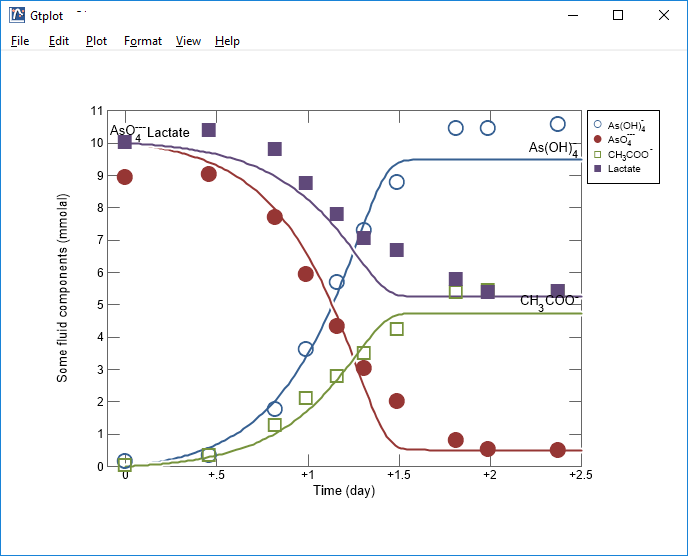 Gtplot
File Edit Plot Format View Help
11
10
9
8
7
6
5
4
3
2
1
0
Some fluid components (mmolal)
AsO₄--- Lactate
As(OH)₄-
CH₃COO-
0 +.5 +1 +1.5 +2 +2.5
Time (day)
As(OH)₄-
AsO₄---
CH₃COO-
Lactate